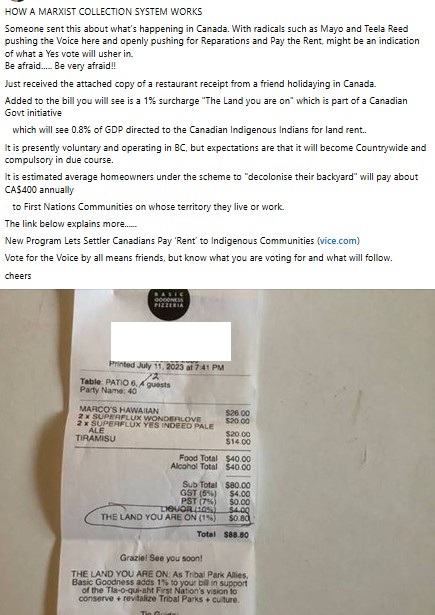 HOW A MARXIST COLLECTION SYSTEM WORKS
Someone sent this about what's happening in Canada. With radicals such as Mayo and Teela Reed
pushing the Voice here and openly pushing for Reparations and Pay the Rent, might be an indication
of what a Yes vote will usher in.
Be afraid..... Be very afraid!!
Just received the attached copy of a restaurant receipt from a friend holidaying in Canada.
Added to the bill you will see is a 1% surcharge "The Land you are on" which is part of a Canadian
Govt initiative
which will see 0.8% of GDP directed to the Canadian Indigenous Indians for land rent..
It is presently voluntary and operating in BC, but expectations are that it will become Countrywide and
compulsory in due course.
It is estimated average homeowners under the scheme to "decolonise their backyard" will pay about
CA$400 annually
to First Nations Communities on whose territory they live or work.
The link below explains more......
New Program Lets Settler Canadians Pay 'Rent' to Indigenous Communities (vice.com)
Vote for the Voice by all means friends, but know what you are voting for and what will follow.
cheers
BASIC
GOODNESS
PIZZERIA
Printed July 11, 2023 at 7:41 PM
12
Table: PATIO 6, guests
Party Name: 40
MARCO'S HAWAIIAN $26.00
2 x SUPERFLUX WONDERLOVE $20.00
2 x SUPERFLUX YES INDEED PALE
ALE $20.00
TIRAMISU $14.00
Food Total $40.00
Alcohol Total $40.00
Sub Total $80.00
GST (5%) $4.00
PST (7%) $0.00
LIQUOR (10%) $4.00
THE LAND YOU ARE ON (1%) $0.80
Total $88.80
Grazie! See you soon!
THE LAND YOU ARE ON: As Tribal Park Allies,
Basic Goodness adds 1% to your bill in support
of the Tla-o-qui-aht First Nation's vision to
conserve + revitalize Tribal Parks + culture.